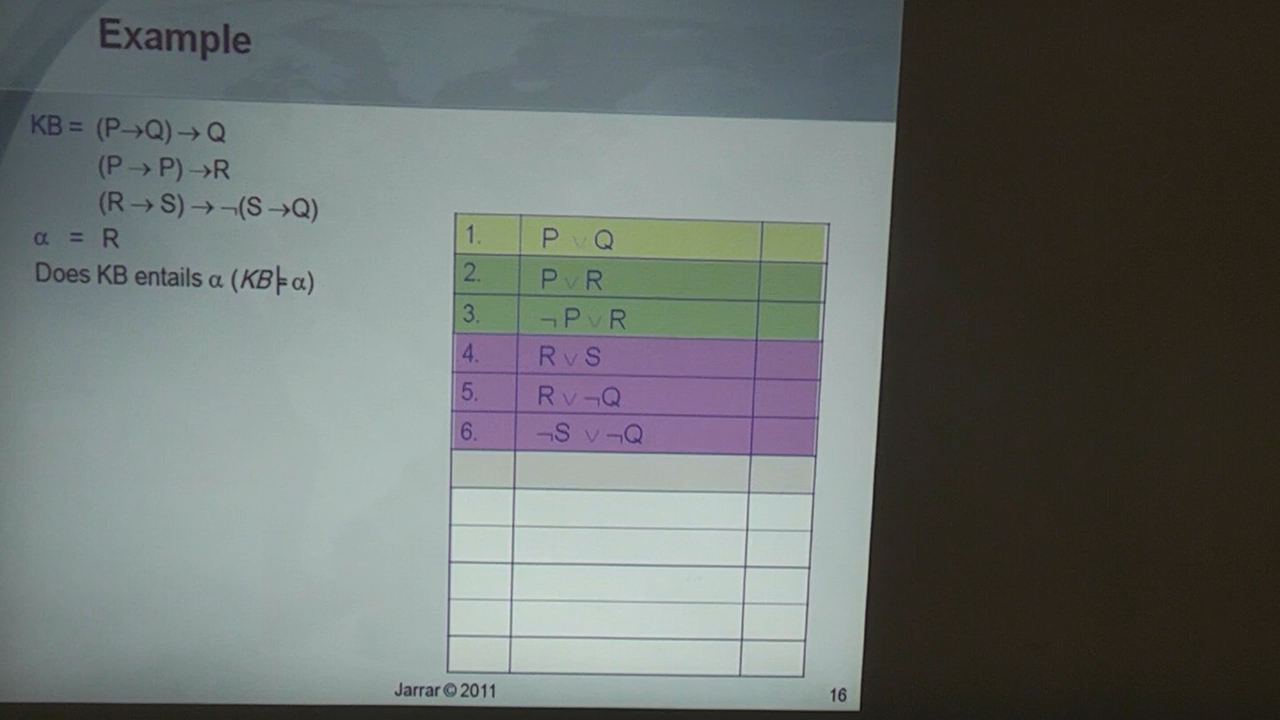 Example
KB = (P→Q)→Q
(P→P)→R
(R→S)→¬(S→Q)
α = R
Does KB entails α (KB⊨α)
1. P ∨ Q
2. P ∨ R
3. ¬P ∨ R
4. R ∨ S
5. R ∨ ¬Q
6. ¬S ∨ ¬Q
Jarrar © 2011
16